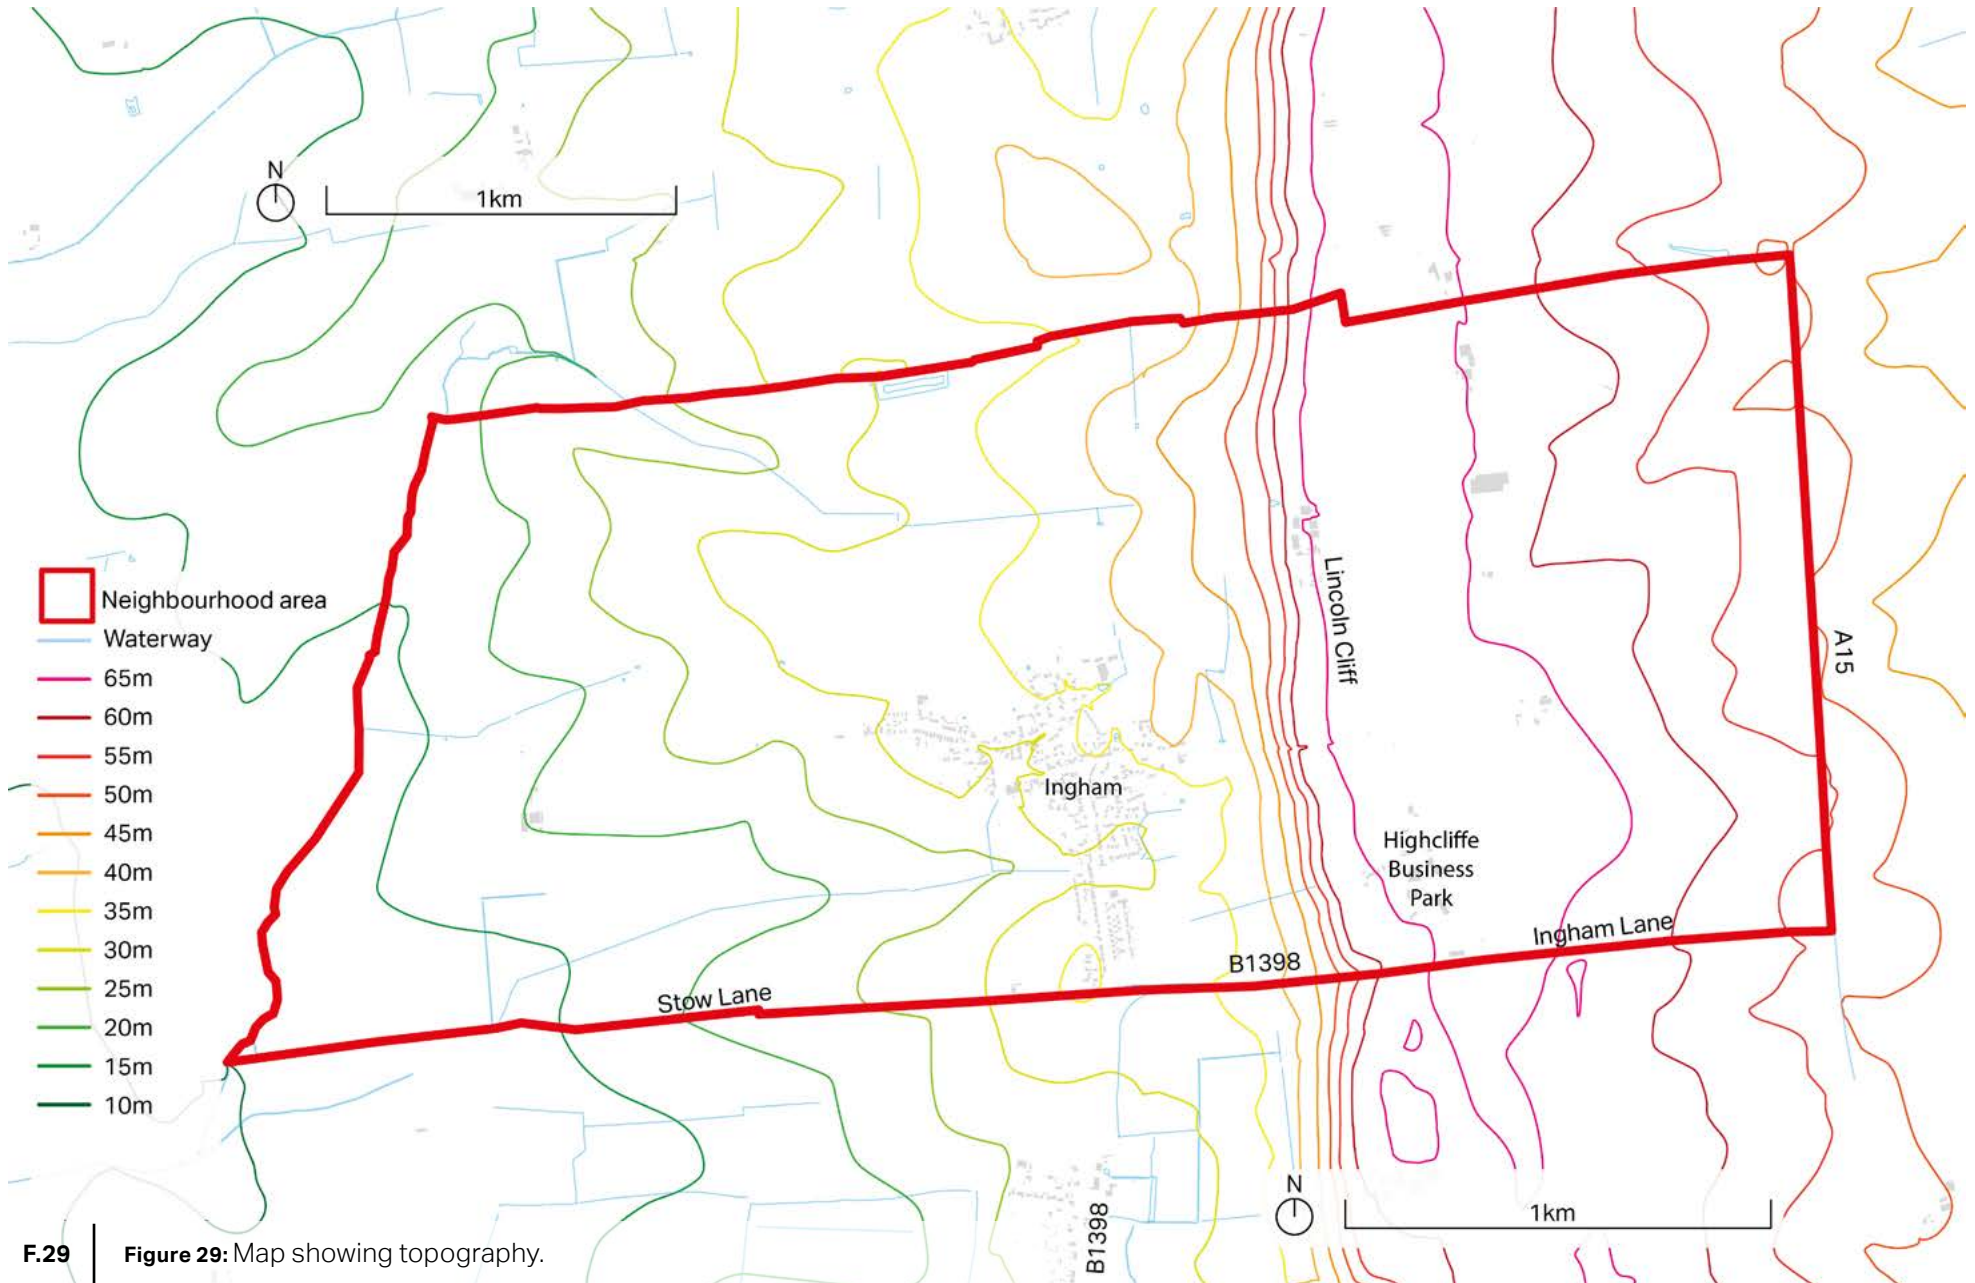 N
1km
Neighbourhood area
Waterway
65m
60m
55m
50m
45m
40m
35m
30m
25m
20m
15m
10m
Lincoln Cliff
A15
Ingham
Highcliffe
Business
Park
Ingham Lane
B1398
Stow Lane
B1398
N
1km
F.29
Figure 29: Map showing topography.